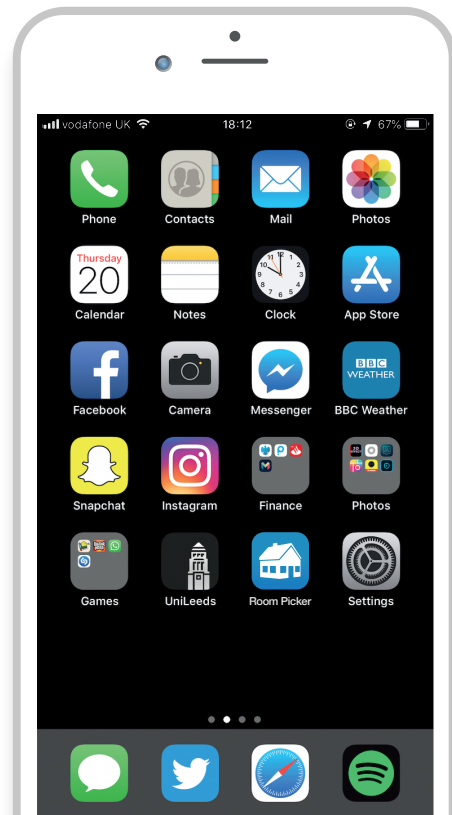 vodafone UK 18:12 67%
Phone Contacts Mail Photos
Thursday
20
Calendar Notes Clock App Store
BBC
WEATHER
Facebook Camera Messenger BBC Weather
Snapchat Instagram Finance Photos
Games UniLeeds Room Picker Settings